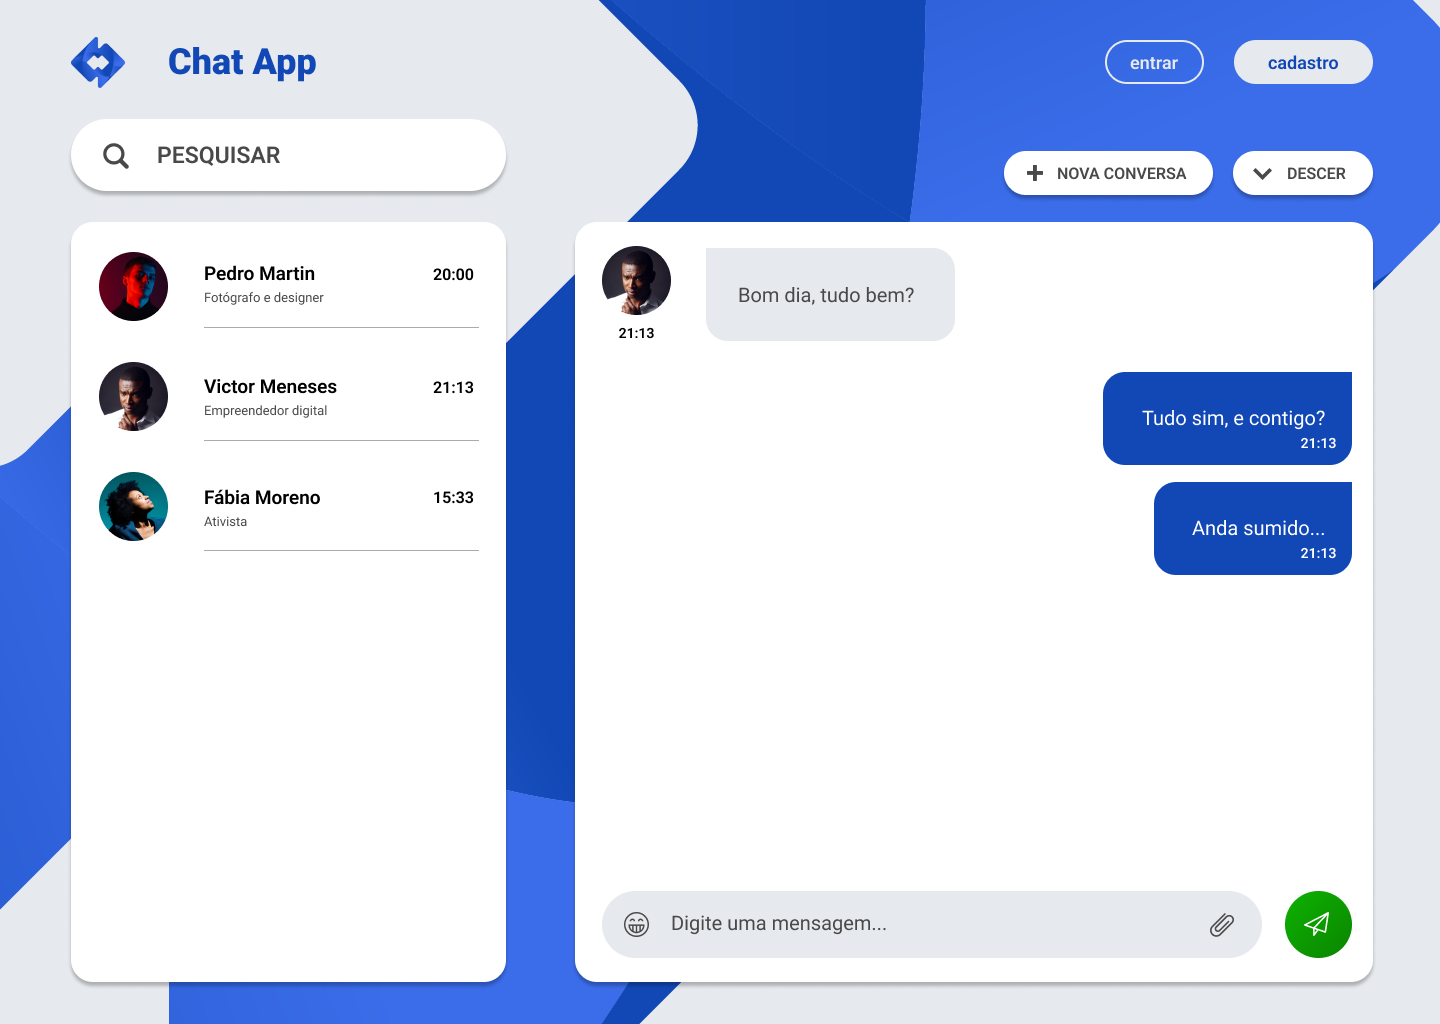 Chat App
entrar
cadastro
PESQUISAR
NOVA CONVERSA
DESCER
Pedro Martin
20:00
Fotógrafo e designer
Victor Meneses
21:13
Empreendedor digital
Fábia Moreno
15:33
Ativista
Bom dia, tudo bem?
21:13
Tudo sim, e contigo?
21:13
Anda sumido...
21:13
Digite uma mensagem...